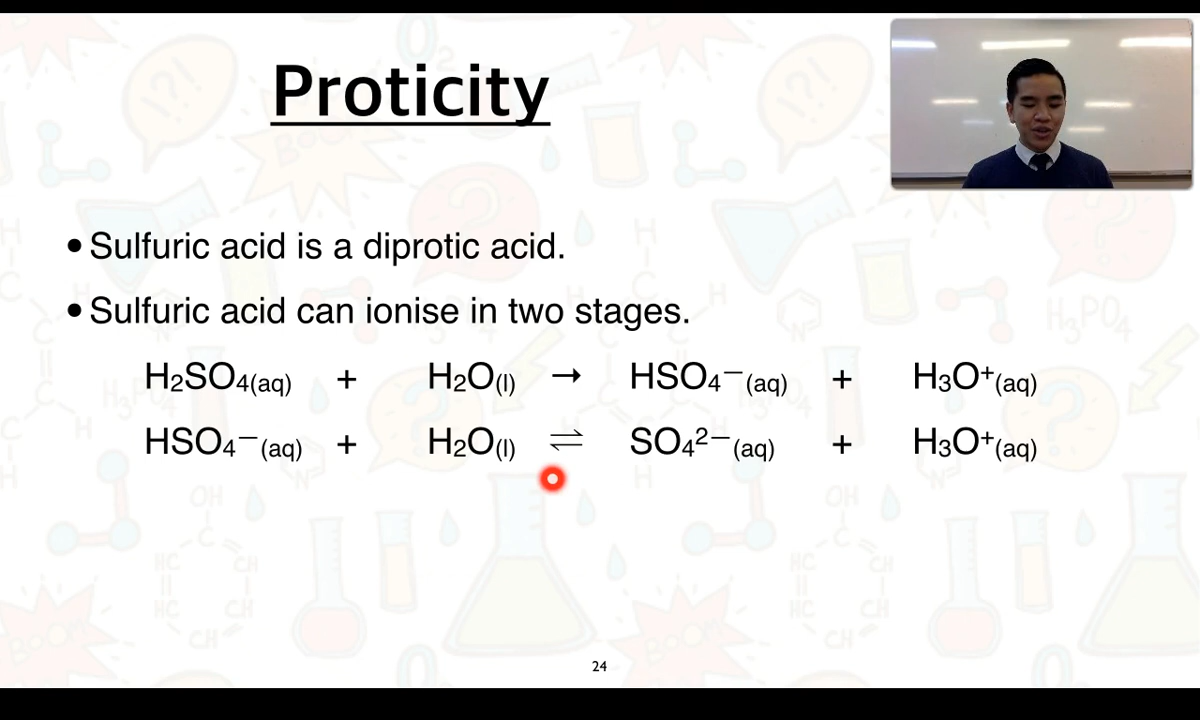 Proticity
• Sulfuric acid is a diprotic acid.
• Sulfuric acid can ionise in two stages.
H₂SO₄(aq) + H₂O(l) → HSO₄⁻(aq) + H₃O⁺(aq)
HSO₄⁻(aq) + H₂O(l) ⇌ SO₄²⁻(aq) + H₃O⁺(aq)
24